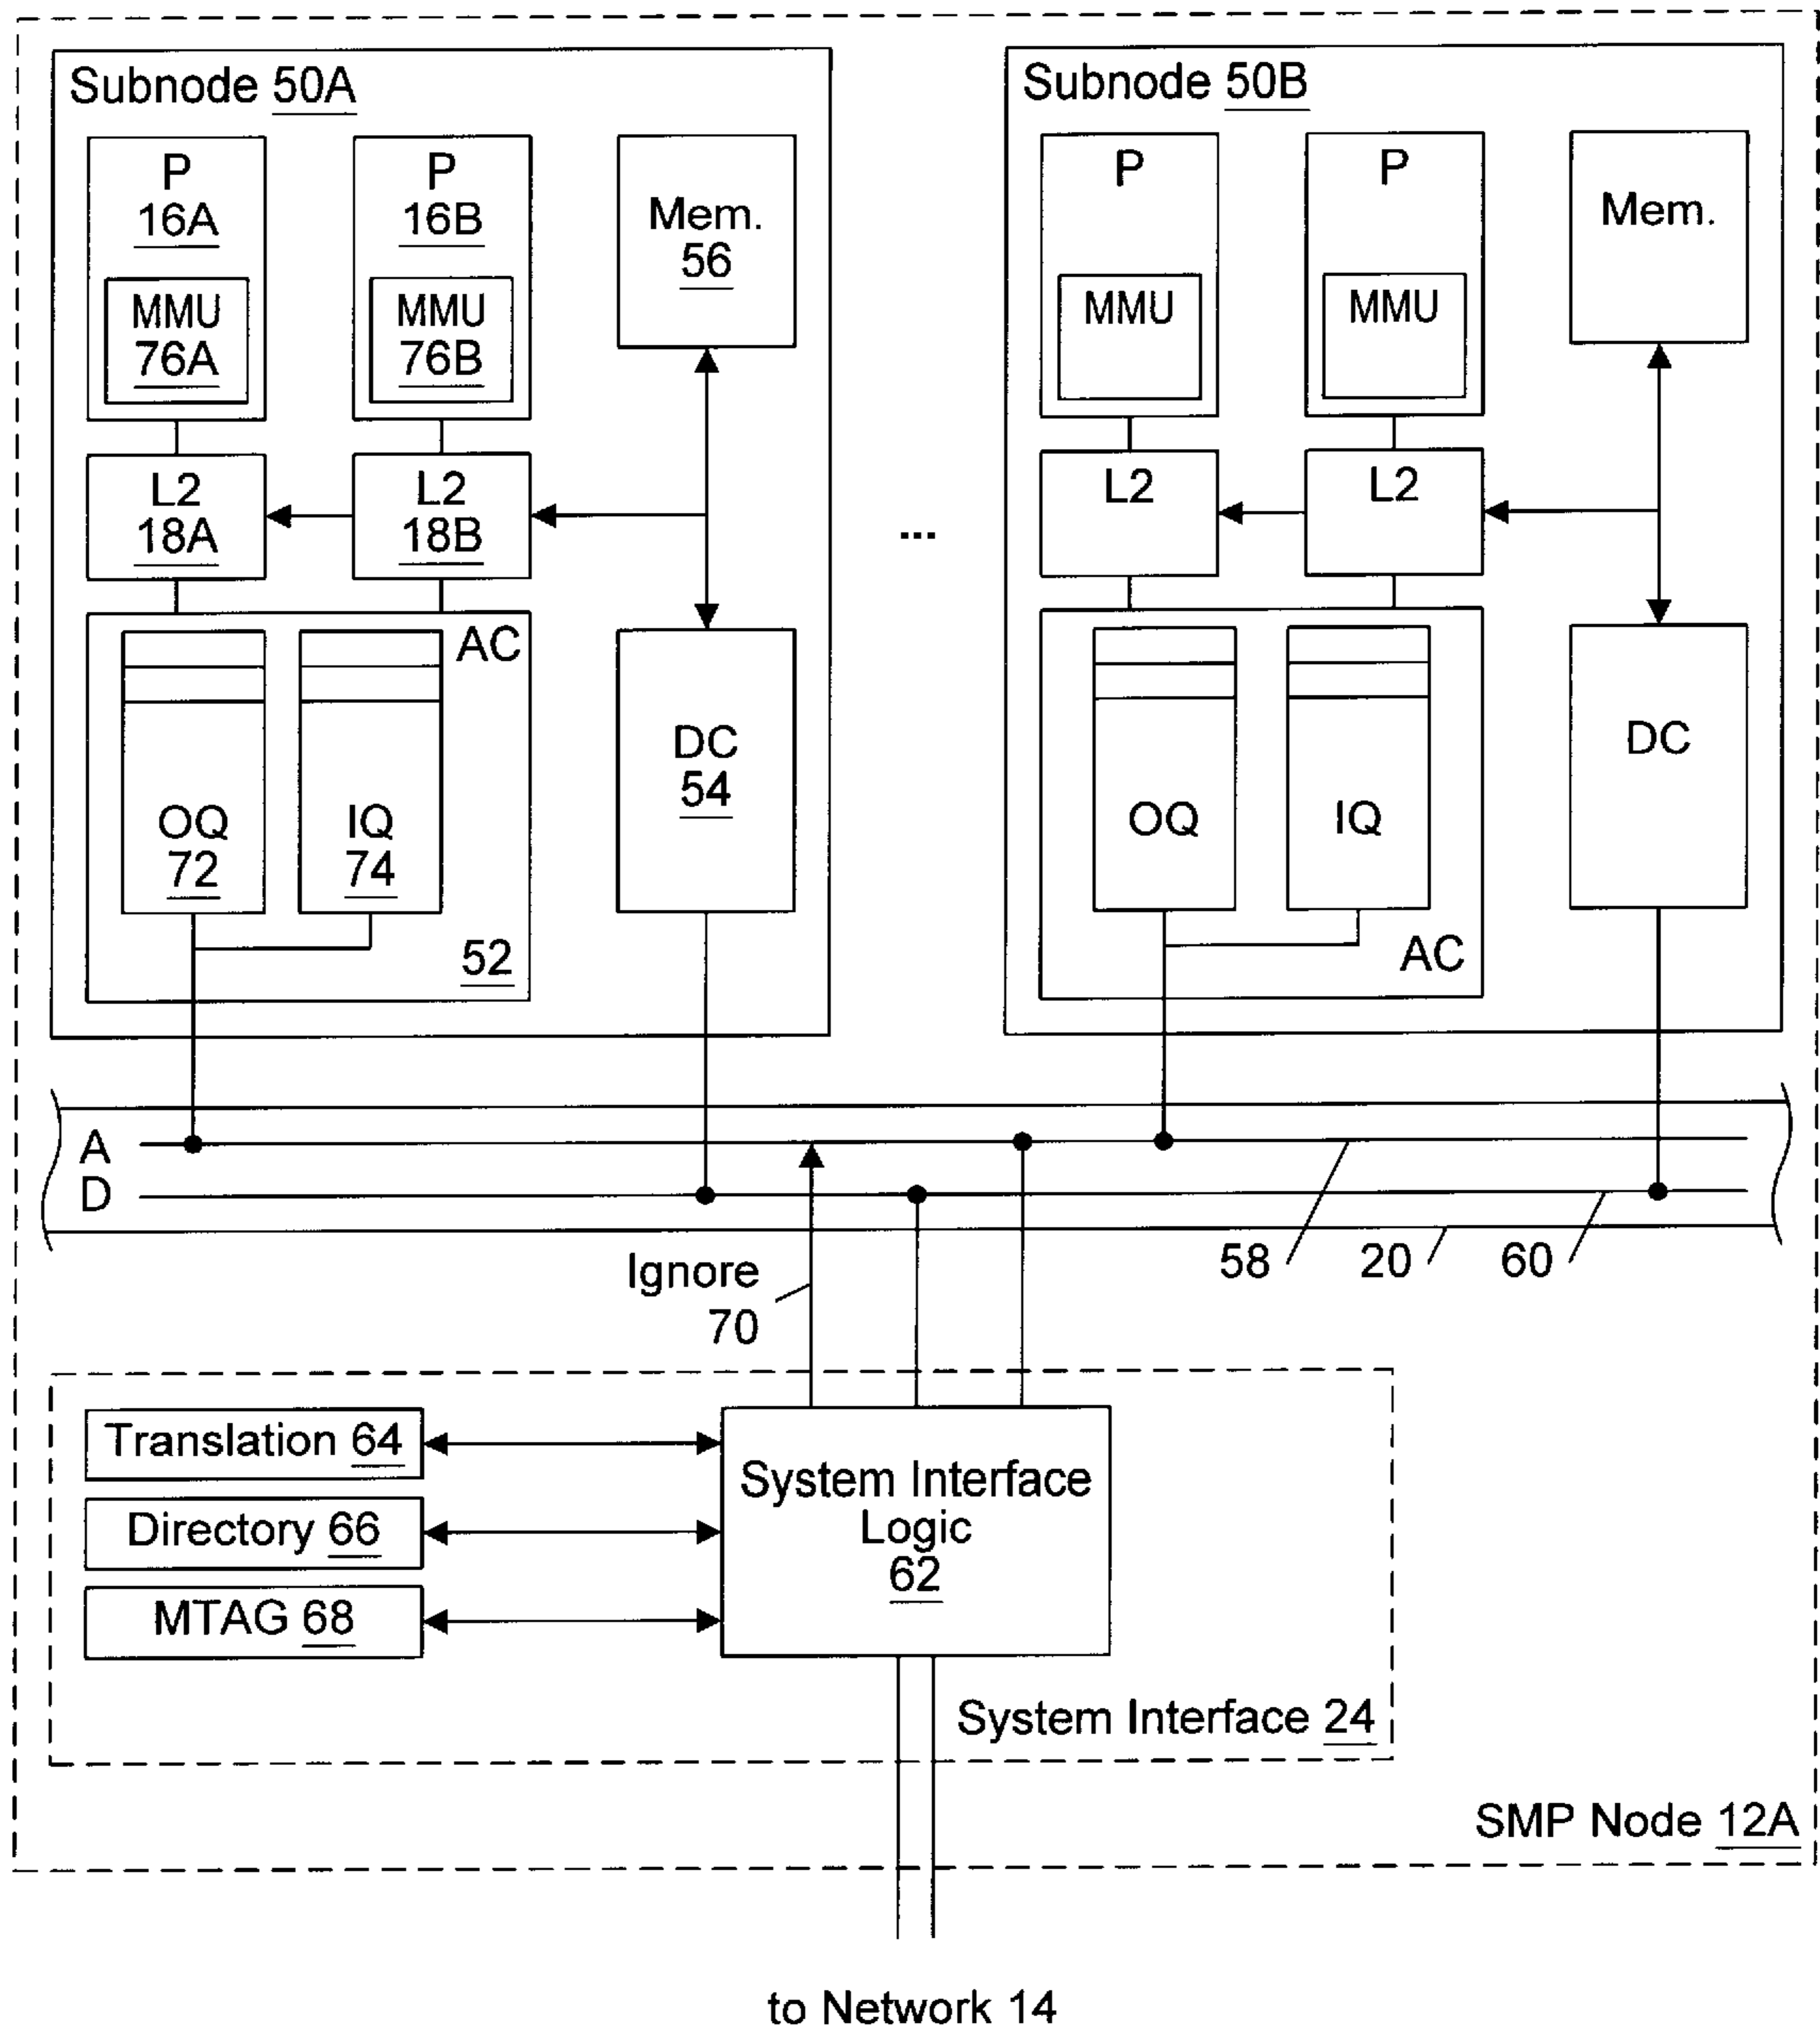 Subnode 50A
P
16A
MMU
76A
P
16B
MMU
76B
Mem.
56
L2
18A
L2
18B
AC
OQ
72
IQ
74
52
DC
54
...
Subnode 50B
P
MMU
P
MMU
Mem.
L2
L2
OQ
IQ
AC
DC
A
D
58
20
60
Ignore
70
Translation 64
Directory 66
MTAG 68
System Interface
Logic
62
System Interface 24
SMP Node 12A
to Network 14